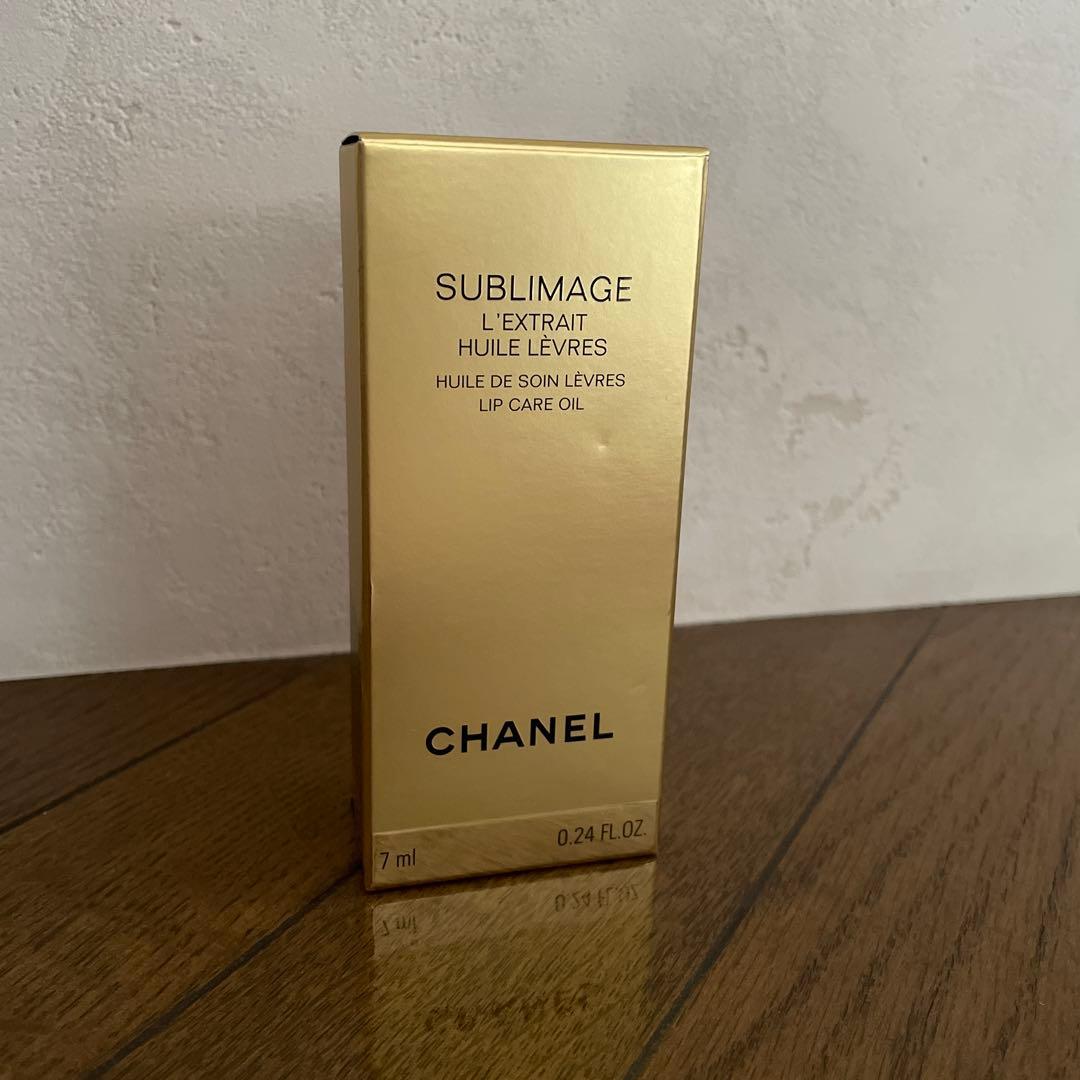 SUBLIMAGE
L'EXTRAIT
HUILE LÈVRES
HUILE DE SOIN LÈVRES
LIP CARE OIL
CHANEL
7 ml 0.24 FL.OZ.